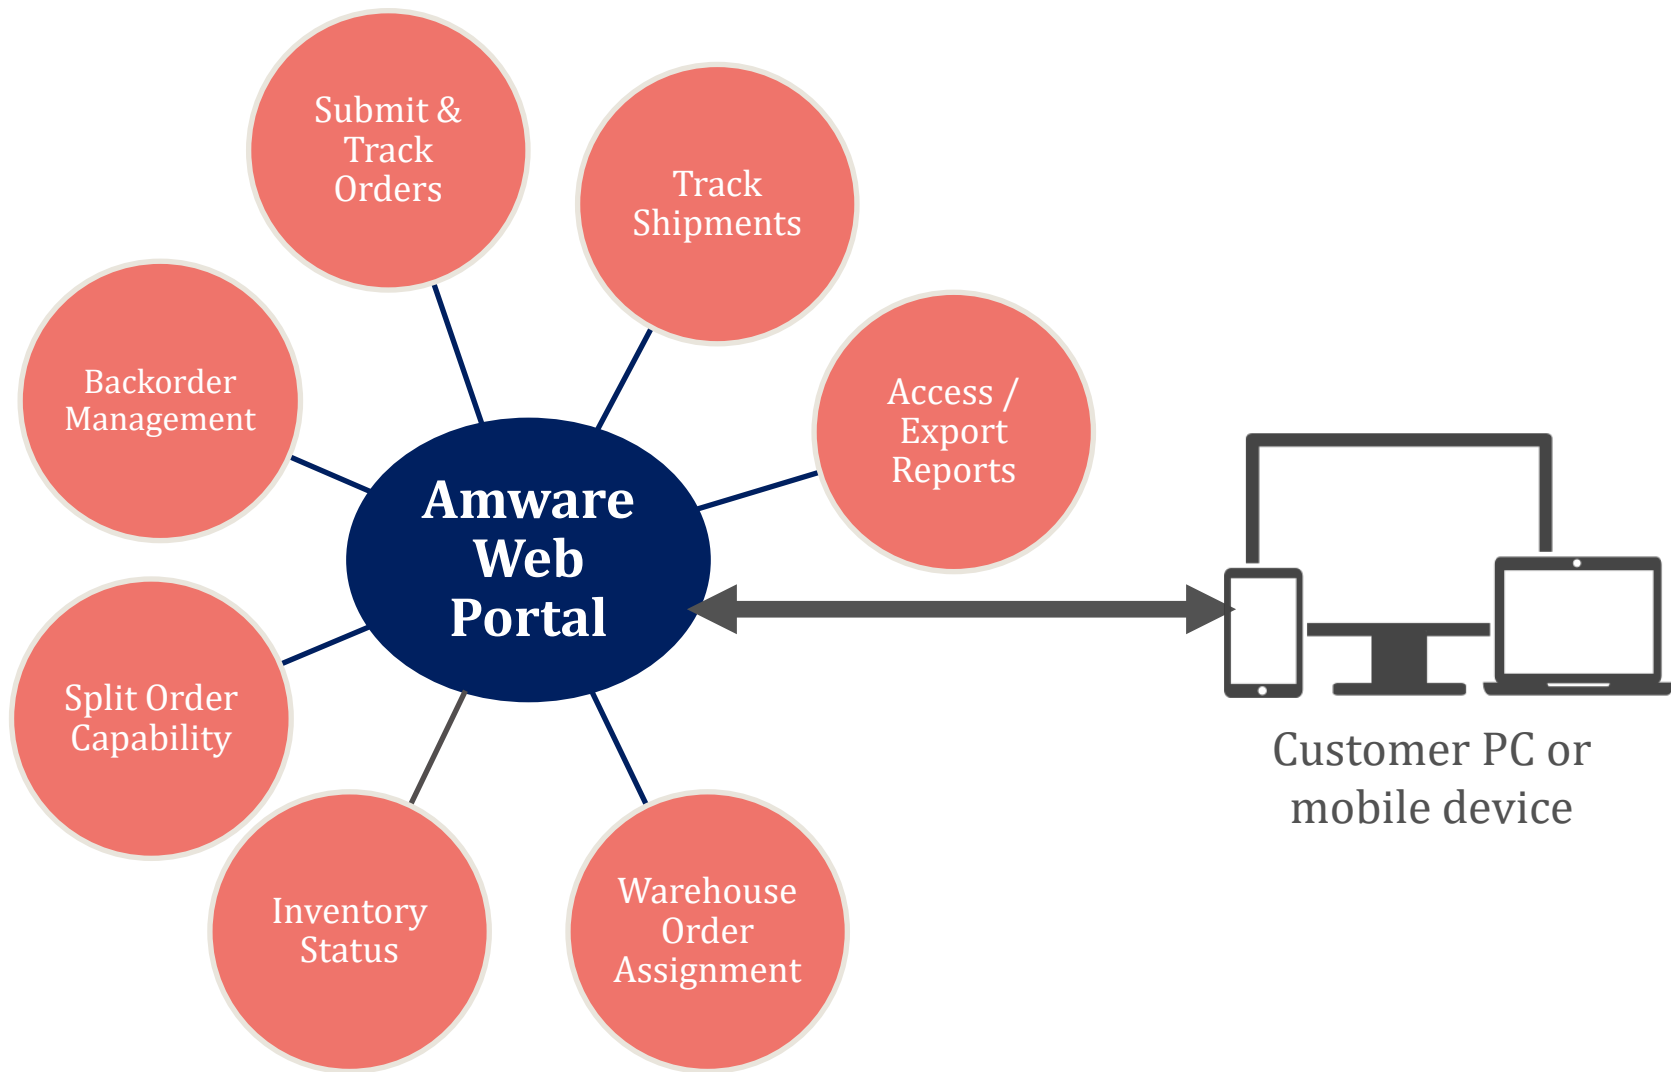 Submit &
Track
Orders
Track
Shipments
Access /
Export
Reports
Backorder
Management
Amware
Web
Portal
Split Order
Capability
Inventory
Status
Warehouse
Order
Assignment
Customer PC or
mobile device